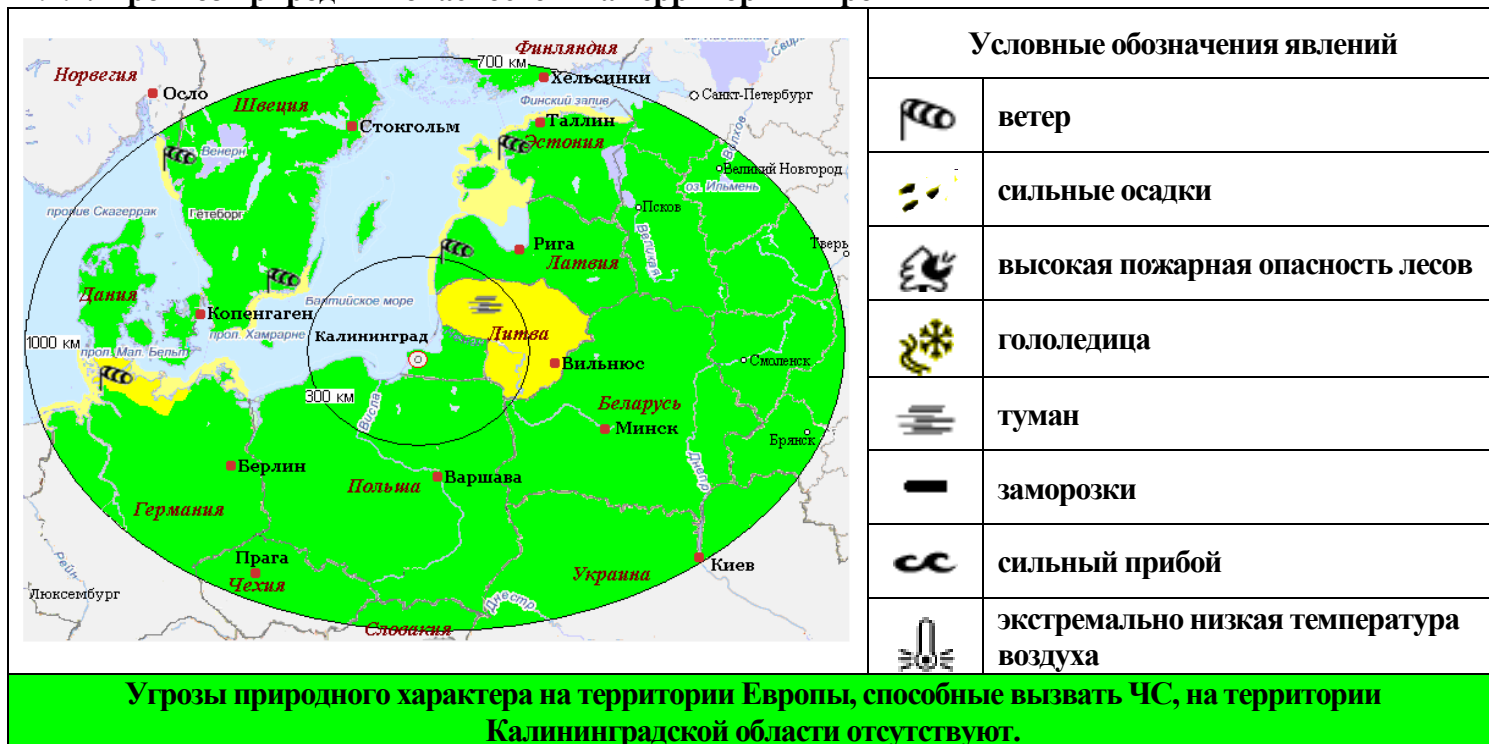 Условные обозначения явлений
ветер
сильные осадки
высокая пожарная опасность лесов
гололедица
туман
заморозки
сильный прибой
экстремально низкая температура
воздуха
Финляндия
700 км
Хельсинки
Норвегия
Осло
Швеция
Финский залив
Санкт-Петербург
Стокгольм
Таллин
Эстония
Волхов
Венерн
Великий Новгород
оз. Ильмень
пролив Скагеррак
Гетеборг
Псков
Великая
Тверь
Рига
Латвия
Дания
Балтийское море
Копенгаген
прол. Хамрарне
Калининград
Литва
1000 км
прол. Мал. Бельт
Вильнюс
Смоленск
300 км
Висла
Беларусь
Минск
Брянск
Днепр
Берлин
Варшава
Польша
Германия
Прага
Чехия
Украина
Киев
Рейн
Люксембург
Днестр
Словакия
Угрозы природного характера на территории Европы, способные вызвать ЧС, на территории
Калининградской области отсутствуют.